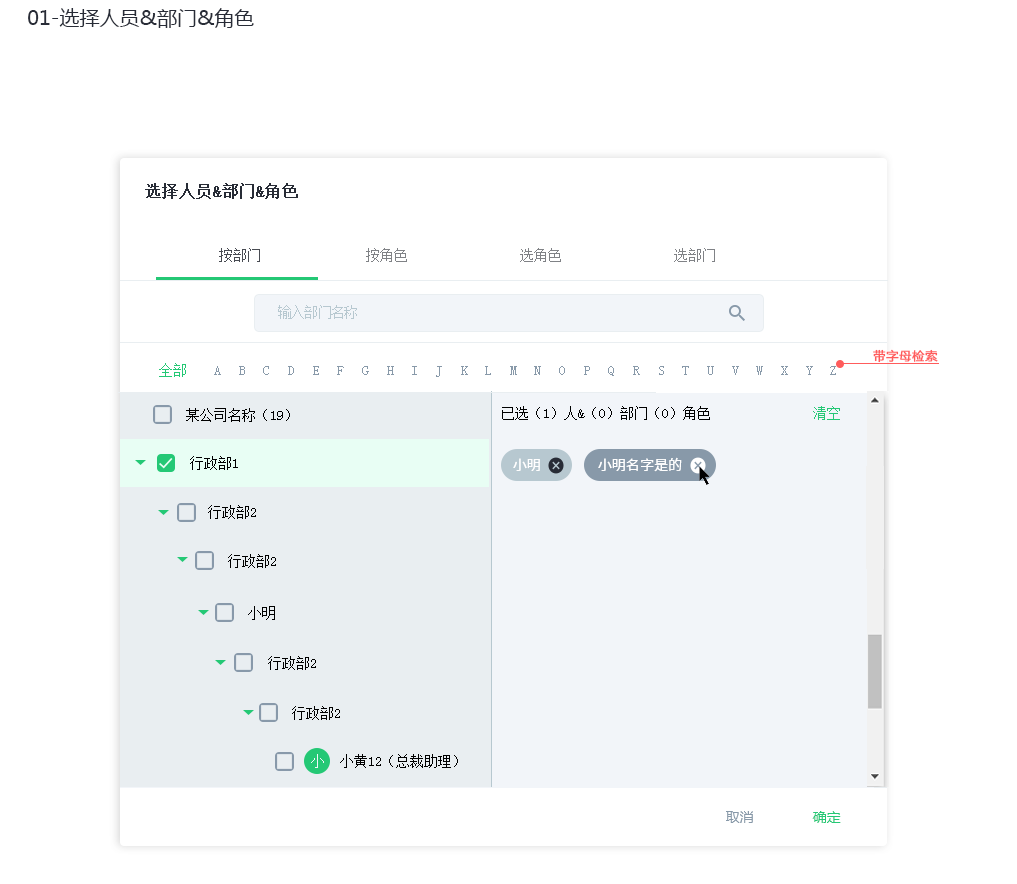 01-选择人员&部门&角色
选择人员&部门&角色
按部门 按角色 选角色 选部门
输入部门名称
带字母检索
全部 A B C D E F G H I J K L M N O P Q R S T U V W X Y Z
某公司名称（19）
已选（1）人&（0）部门（0）角色 清空
行政部1
小明 小明名字是的
行政部2
行政部2
小明
行政部2
行政部2
小 小黄12（总裁助理）
取消 确定